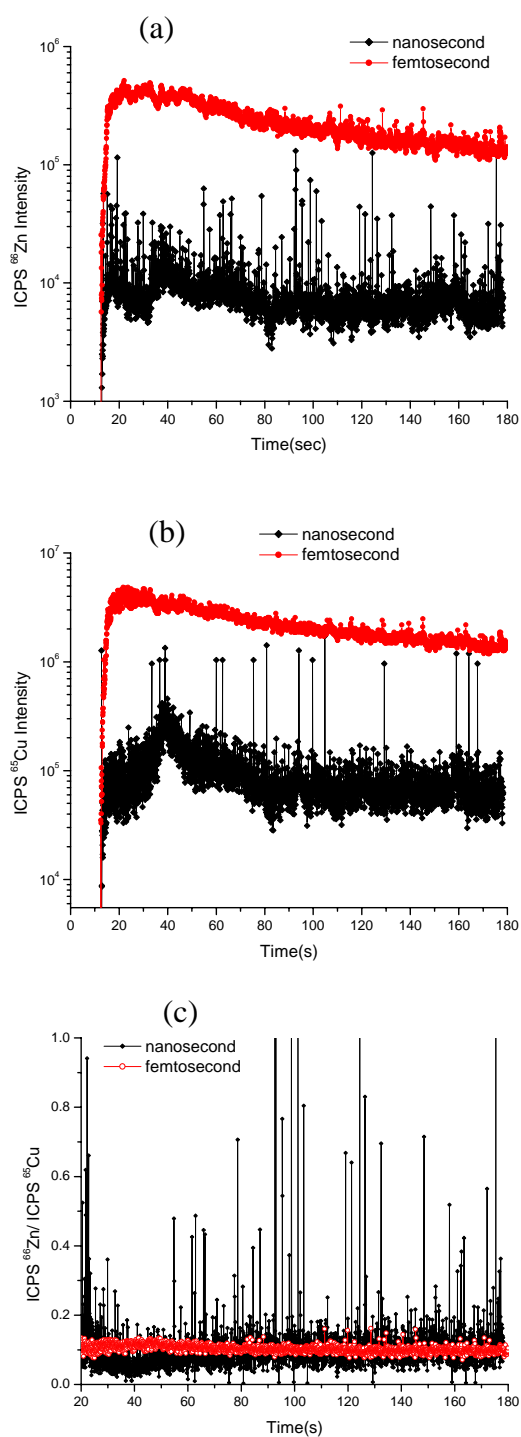 (a)
nanosecond
femtosecond
ICPS ⁶⁶Zn Intensity
10⁶
10⁵
10⁴
10³
0 20 40 60 80 100 120 140 160 180
Time(sec)
(b)
nanosecond
femtosecond
ICPS ⁶⁵Cu Intensity
10⁷
10⁶
10⁵
10⁴
0 20 40 60 80 100 120 140 160 180
Time(s)
(c)
nanosecond
femtosecond
ICPS ⁶⁶Zn/ ICPS ⁶⁵Cu
1.0
0.8
0.6
0.4
0.2
0.0
20 40 60 80 100 120 140 160 180
Time(s)